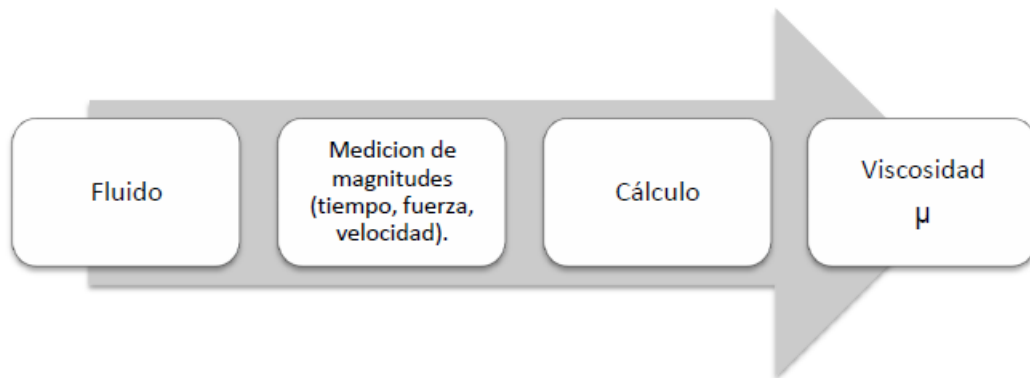 Fluido
Medicion de
magnitudes
(tiempo, fuerza,
velocidad).
Cálculo
Viscosidad
μ